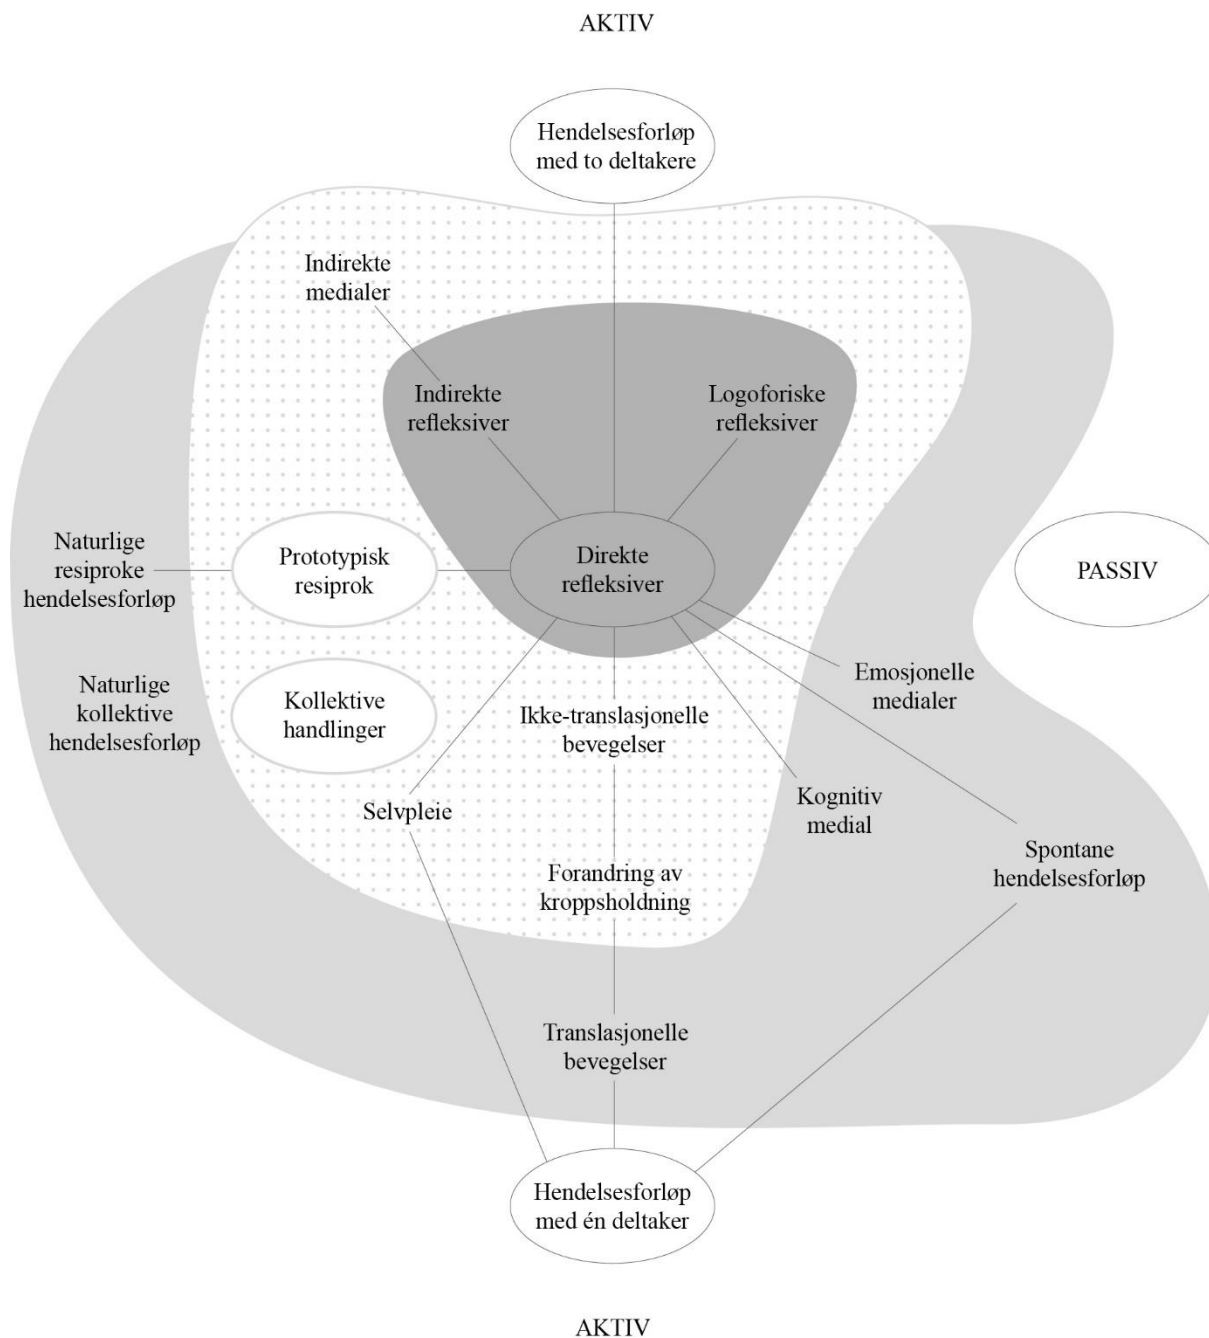 AKTIV
Hendelsesforløp
med to deltakere
Indirekte
medialer
Indirekte
refleksiver
Logoforiske
refleksiver
Naturlige
resiproke
hendelsesforløp
Prototypisk
resiprok
Direkte
refleksiver
PASSIV
Naturlige
kollektive
hendelsesforløp
Kollektive
handlinger
Ikke-translasjonelle
bevegelser
Emosjonelle
medialer
Selvpleie
Kognitiv
medial
Forandring av
kroppsholdning
Spontane
hendelsesforløp
Translasjonelle
bevegelser
Hendelsesforløp
med én deltaker
AKTIV